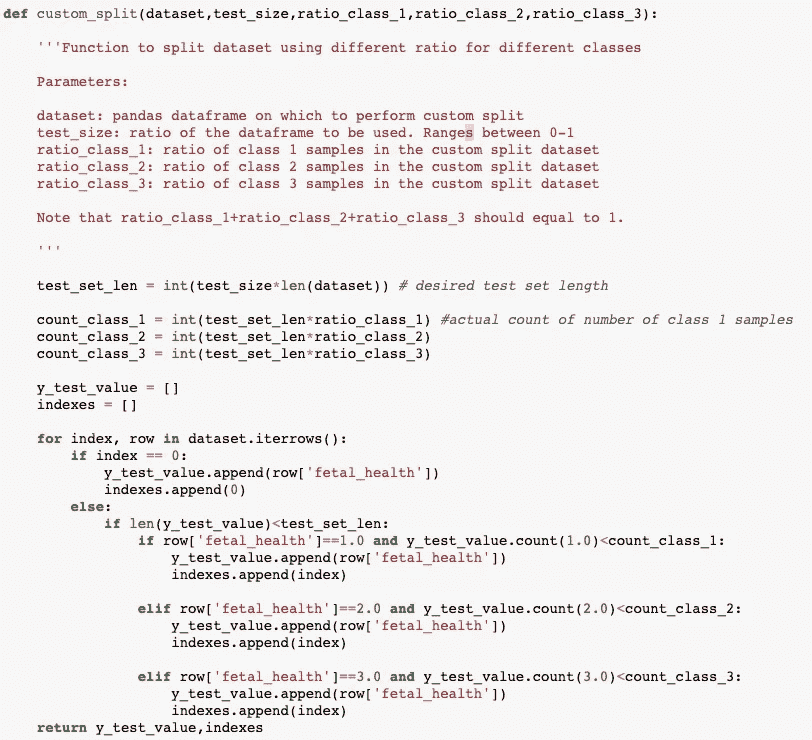 def custom_split(dataset,test_size,ratio_class_1,ratio_class_2,ratio_class_3):
'''Function to split dataset using different ratio for different classes
Parameters:
dataset: pandas dataframe on which to perform custom split
test_size: ratio of the dataframe to be used. Ranges between 0-1
ratio_class_1: ratio of class 1 samples in the custom split dataset
ratio_class_2: ratio of class 2 samples in the custom split dataset
ratio_class_3: ratio of class 3 samples in the custom split dataset
Note that ratio_class_1+ratio_class_2+ratio_class_3 should equal to 1.
'''
test_set_len = int(test_size*len(dataset)) # desired test set length
count_class_1 = int(test_set_len*ratio_class_1) #actual count of number of class 1 samples
count_class_2 = int(test_set_len*ratio_class_2)
count_class_3 = int(test_set_len*ratio_class_3)
y_test_value = []
indexes = []
for index, row in dataset.iterrows():
if index == 0:
y_test_value.append(row['fetal_health'])
indexes.append(0)
else:
if len(y_test_value)<test_set_len:
if row['fetal_health']==1.0 and y_test_value.count(1.0)<count_class_1:
y_test_value.append(row['fetal_health'])
indexes.append(index)
elif row['fetal_health']==2.0 and y_test_value.count(2.0)<count_class_2:
y_test_value.append(row['fetal_health'])
indexes.append(index)
elif row['fetal_health']==3.0 and y_test_value.count(3.0)<count_class_3:
y_test_value.append(row['fetal_health'])
indexes.append(index)
return y_test_value,indexes